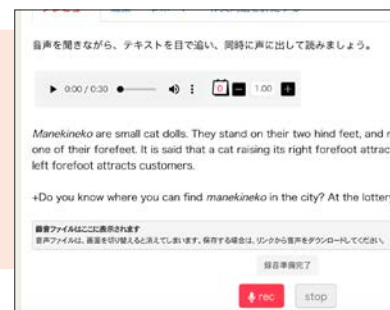 音声を聞きながら、テキストを目で追い、同時に声に出して読みましょう。
0:00 / 0:30
0
1.00
Manekineko are small cat dolls. They stand on their two hind feet, and
one of their forefeet. It is said that a cat raising its right forefoot attrac
left forefoot attracts customers.
+Do you know where you can find manekineko in the city? At the lottery
録音ファイルはここに表示されます
音声ファイルは、画面を切り替えると消えてしまいます。保存する場合は、リンクから音声をダウンロードしてください。
録音準備完了
rec
stop